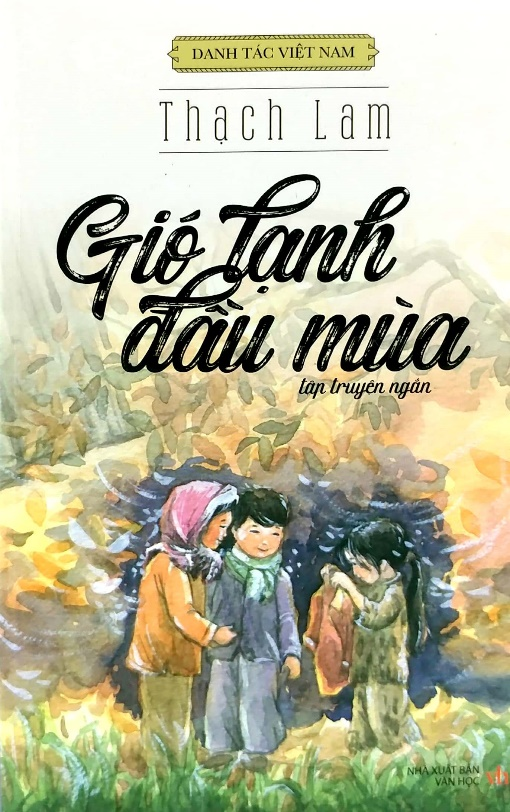 DANH TÁC VIỆT NAM
Thạch Lam
Gió lạnh
đầu mùa
tập truyện ngắn
NHÀ XUẤT BẢN
VĂN HỌC